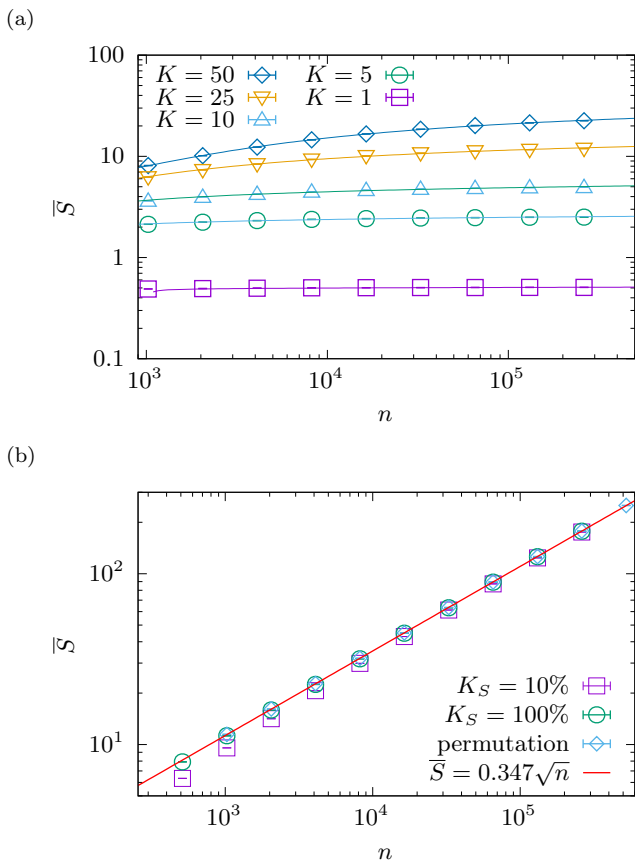 (a)
100
10
1
0.1
S̅
K = 50
K = 25
K = 10
K = 5
K = 1
10³ 10⁴ 10⁵
n
(b)
10²
10¹
S̅
K_S = 10%
K_S = 100%
permutation
S̅ = 0.347√n
10³ 10⁴ 10⁵
n